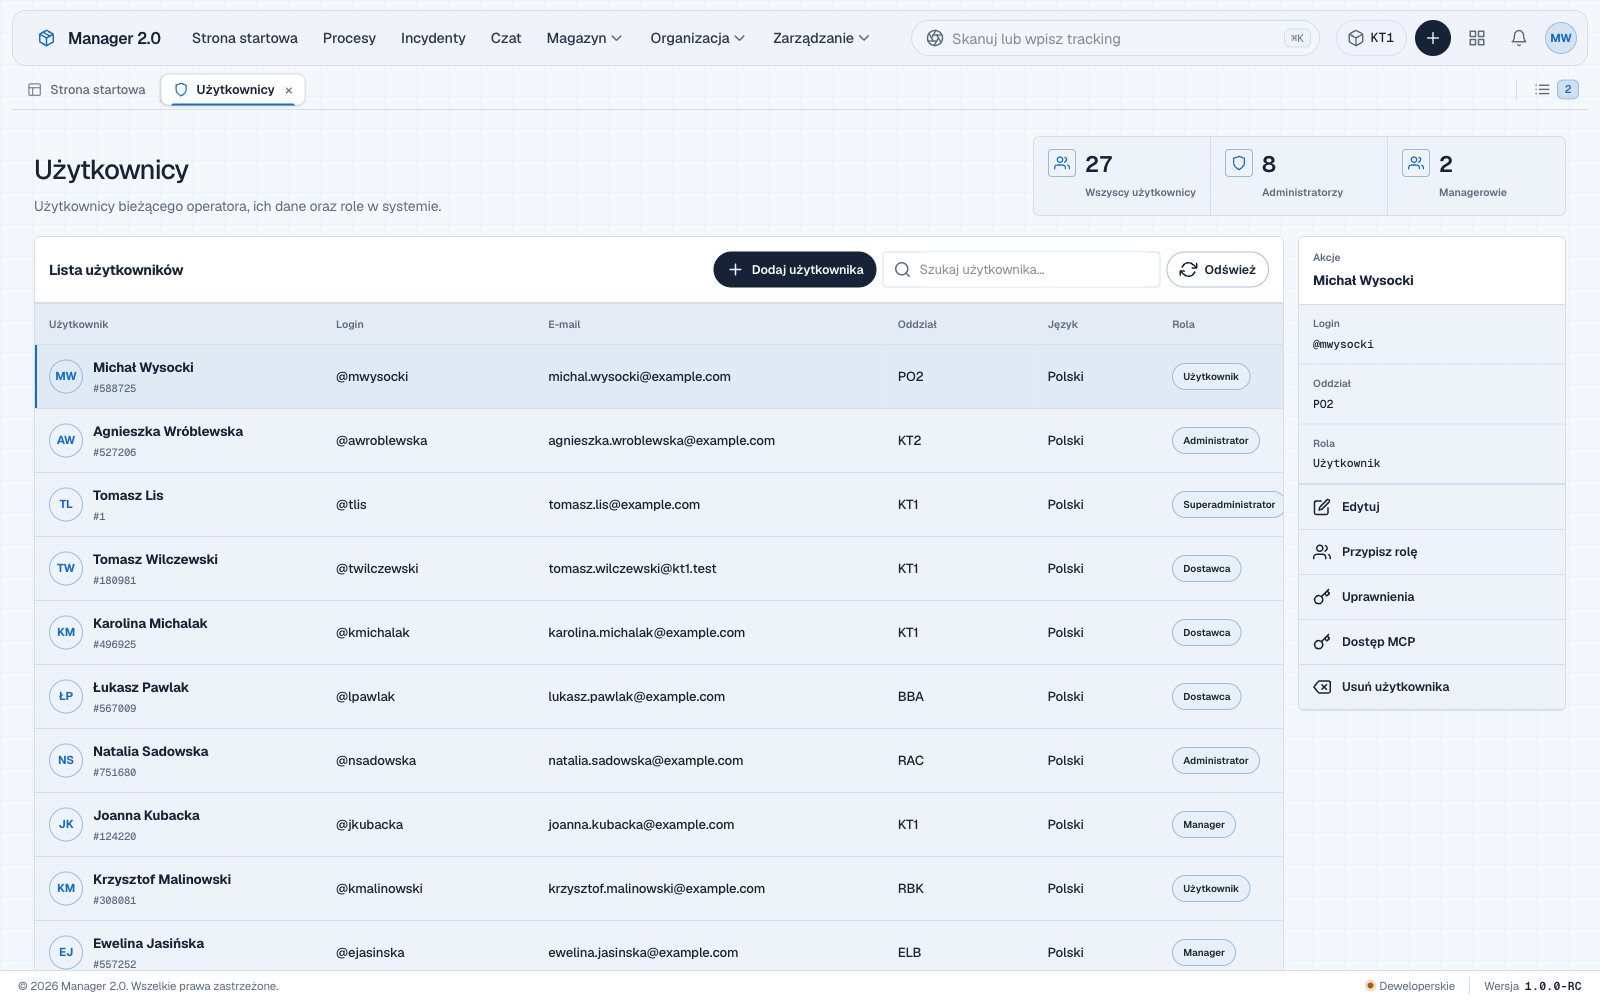 Manager 2.0 Strona startowa Procesy Incydenty Czat Magazyn Organizacja Zarządzanie Skanuj lub wpisz tracking ⌘K KT1 MW
Strona startowa Użytkownicy × 2
Użytkownicy
Użytkownicy bieżącego operatora, ich dane oraz role w systemie.
27 Wszyscy użytkownicy
8 Administratorzy
2 Managerowie
Lista użytkowników Dodaj użytkownika Szukaj użytkownika... Odśwież
Użytkownik Login E-mail Oddział Język Rola
MW Michał Wysocki #588725 @mwysocki michal.wysocki@example.com PO2 Polski Użytkownik
AW Agnieszka Wróblewska #527206 @awroblewska agnieszka.wroblewska@example.com KT2 Polski Administrator
TL Tomasz Lis #1 @tlis tomasz.lis@example.com KT1 Polski Superadministrator
TW Tomasz Wilczewski #180981 @twilczewski tomasz.wilczewski@kt1.test KT1 Polski Dostawca
KM Karolina Michalak #496925 @kmichalak karolina.michalak@example.com KT1 Polski Dostawca
ŁP Łukasz Pawlak #567009 @lpawlak lukasz.pawlak@example.com BBA Polski Dostawca
NS Natalia Sadowska #751680 @nsadowska natalia.sadowska@example.com RAC Polski Administrator
JK Joanna Kubacka #124220 @jkubacka joanna.kubacka@example.com KT1 Polski Manager
KM Krzysztof Malinowski #308081 @kmalinowski krzysztof.malinowski@example.com RBK Polski Użytkownik
EJ Ewelina Jasińska #557252 @ejasinska ewelina.jasinska@example.com ELB Polski Manager
Akcje
Michał Wysocki
Login
@mwysocki
Oddział
PO2
Rola
Użytkownik
Edytuj
Przypisz rolę
Uprawnienia
Dostęp MCP
Usuń użytkownika
© 2026 Manager 2.0. Wszelkie prawa zastrzeżone. Deweloperskie Wersja 1.0.0-RC